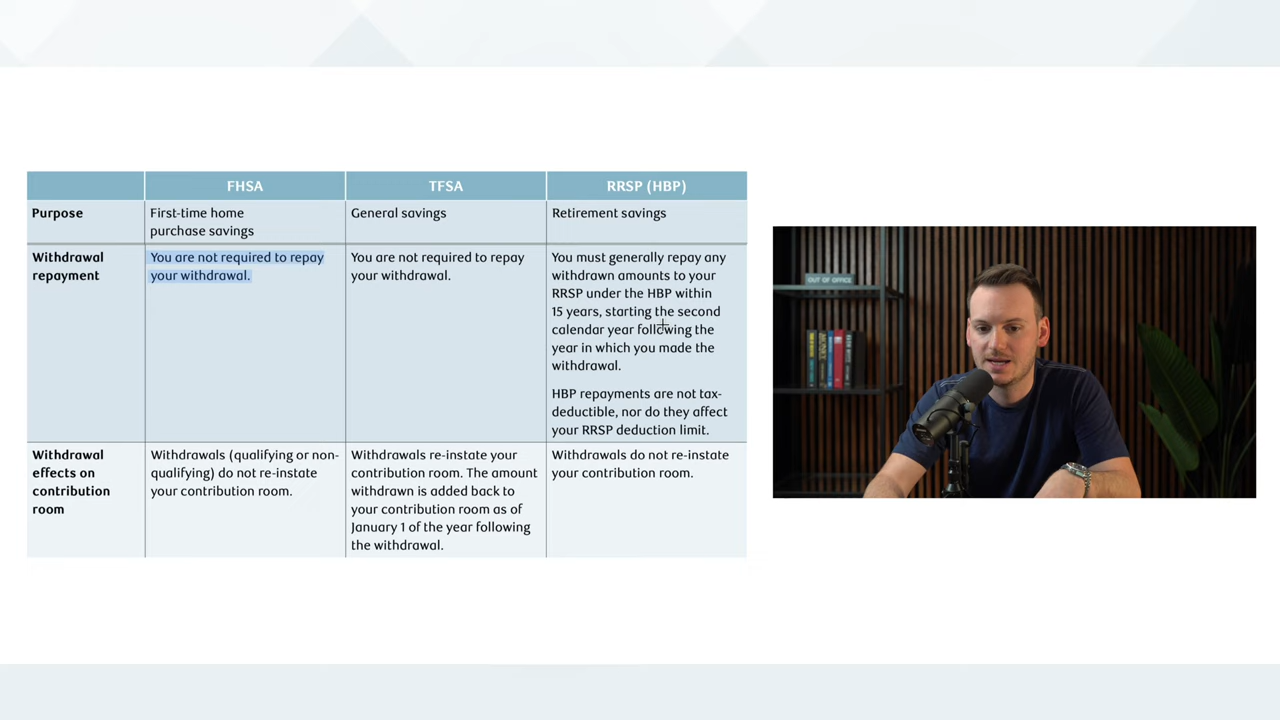 FHSA
TFSA
RRSP (HBP)
Purpose
First-time home
purchase savings
General savings
Retirement savings
Withdrawal
repayment
You are not required to repay
your withdrawal.
You are not required to repay
your withdrawal.
You must generally repay any
withdrawn amounts to your
RRSP under the HBP within
15 years, starting the second
calendar year following the
year in which you made the
withdrawal.
HBP repayments are not tax-
deductible, nor do they affect
your RRSP deduction limit.
Withdrawal
effects on
contribution
room
Withdrawals (qualifying or non-
qualifying) do not re-instate
your contribution room.
Withdrawals re-instate your
contribution room. The amount
withdrawn is added back to
your contribution room as of
January 1 of the year following
the withdrawal.
Withdrawals do not re-instate
your contribution room.
OUT OF OFFICE